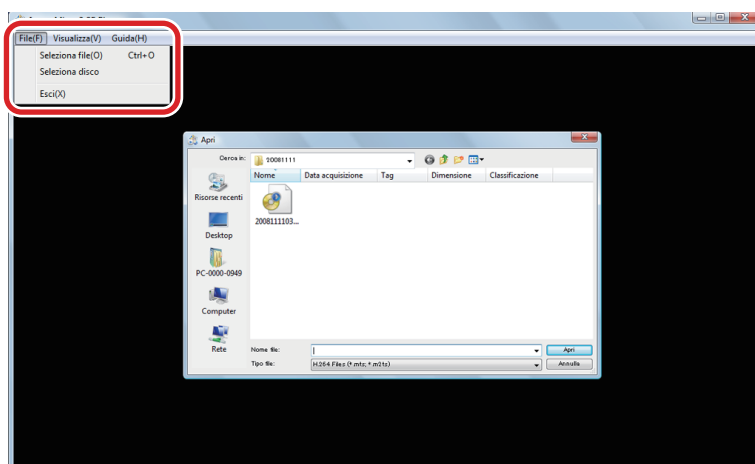 File(F) Visualizza(V) Guida(H)
Seleziona file(O) Ctrl+O
Seleziona disco
Esci(X)
Apri
Cerca in: 20081111
Nome Data acquisizione Tag Dimensione Classificazione
2008111103...
Risorse recenti
Desktop
PC-0000-0949
Computer
Rete
Nome file: Apri
Tipo file: H.264 Files (*.mts; *.m2ts) Annulla